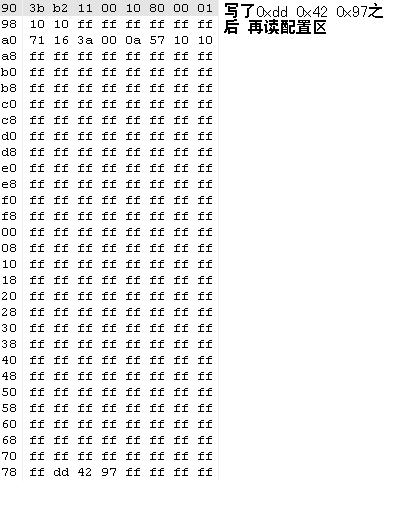 90 3b b2 11 00 10 80 00 01 写了0xdd 0x42 0x97之
98 10 10 ff ff ff ff ff ff 后 再读配置区
a0 71 16 3a 00 0a 57 10 10
a8 ff ff ff ff ff ff ff ff
b0 ff ff ff ff ff ff ff ff
b8 ff ff ff ff ff ff ff ff
c0 ff ff ff ff ff ff ff ff
c8 ff ff ff ff ff ff ff ff
d0 ff ff ff ff ff ff ff ff
d8 ff ff ff ff ff ff ff ff
e0 ff ff ff ff ff ff ff ff
e8 ff ff ff ff ff ff ff ff
f0 ff ff ff ff ff ff ff ff
f8 ff ff ff ff ff ff ff ff
00 ff ff ff ff ff ff ff ff
08 ff ff ff ff ff ff ff ff
10 ff ff ff ff ff ff ff ff
18 ff ff ff ff ff ff ff ff
20 ff ff ff ff ff ff ff ff
28 ff ff ff ff ff ff ff ff
30 ff ff ff ff ff ff ff ff
38 ff ff ff ff ff ff ff ff
40 ff ff ff ff ff ff ff ff
48 ff ff ff ff ff ff ff ff
50 ff ff ff ff ff ff ff ff
58 ff ff ff ff ff ff ff ff
60 ff ff ff ff ff ff ff ff
68 ff ff ff ff ff ff ff ff
70 ff ff ff ff ff ff ff ff
78 ff dd 42 97 ff ff ff ff